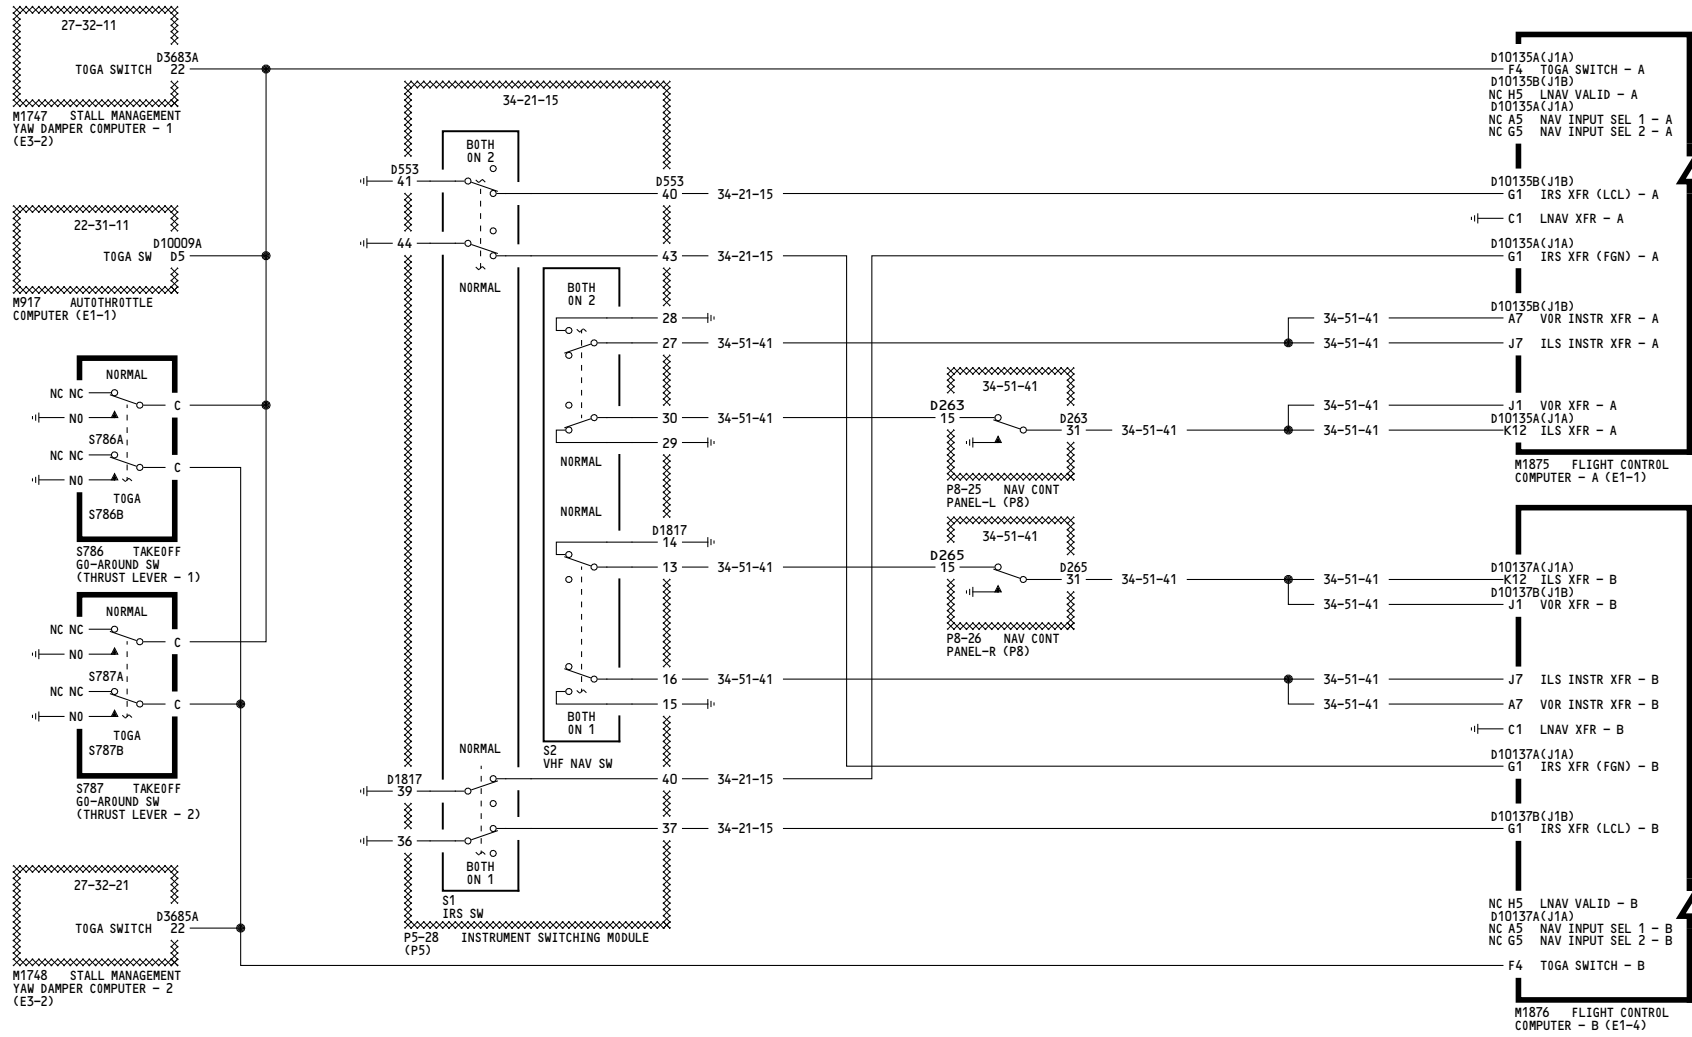 27-32-11
D3683A
TOGA SWITCH 22
M1747 STALL MANAGEMENT
YAW DAMPER COMPUTER - 1
(E3-2)
22-31-11
D10009A
TOGA SW D5
M917 AUTOTHROTTLE
COMPUTER (E1-1)
NORMAL
NC NC
C
NO
S786A
NC NC
C
NO
TOGA
S786B
S786 TAKEOFF
GO-AROUND SW
(THRUST LEVER - 1)
NORMAL
NC NC
C
NO
S787A
NC NC
C
NO
TOGA
S787B
S787 TAKEOFF
GO-AROUND SW
(THRUST LEVER - 2)
27-32-21
D3685A
TOGA SWITCH 22
M1748 STALL MANAGEMENT
YAW DAMPER COMPUTER - 2
(E3-2)
34-21-15
BOTH
ON 2
D553
41
D553
40 34-21-15
44
43 34-21-15
NORMAL
BOTH
ON 2
28
27 34-51-41
30 34-51-41
29
NORMAL
NORMAL
D1817
14
13 34-51-41
16 34-51-41
15
BOTH
ON 1
S2
VHF NAV SW
NORMAL
D1817
39
40 34-21-15
37 34-21-15
36
BOTH
ON 1
S1
IRS SW
P5-28 INSTRUMENT SWITCHING MODULE
(P5)
34-51-41
D263
15
D263
31 34-51-41
P8-25 NAV CONT
PANEL-L (P8)
34-51-41
D265
15
D265
31 34-51-41
P8-26 NAV CONT
PANEL-R (P8)
D10135A(J1A)
F4 TOGA SWITCH - A
D10135B(J1B)
NC H5 LNAV VALID - A
D10135A(J1A)
NC A5 NAV INPUT SEL 1 - A
NC G5 NAV INPUT SEL 2 - A
D10135B(J1B)
G1 IRS XFR (LCL) - A
C1 LNAV XFR - A
D10135A(J1A)
G1 IRS XFR (FGN) - A
D10135B(J1B)
34-51-41 A7 VOR INSTR XFR - A
34-51-41 J7 ILS INSTR XFR - A
34-51-41 J1 VOR XFR - A
D10135A(J1A)
34-51-41 K12 ILS XFR - A
M1875 FLIGHT CONTROL
COMPUTER - A (E1-1)
D10137A(J1A)
34-51-41 K12 ILS XFR - B
D10137B(J1B)
34-51-41 J1 VOR XFR - B
34-51-41 J7 ILS INSTR XFR - B
34-51-41 A7 VOR INSTR XFR - B
C1 LNAV XFR - B
D10137A(J1A)
G1 IRS XFR (FGN) - B
D10137B(J1B)
G1 IRS XFR (LCL) - B
NC H5 LNAV VALID - B
D10137A(J1A)
NC A5 NAV INPUT SEL 1 - B
NC G5 NAV INPUT SEL 2 - B
F4 TOGA SWITCH - B
M1876 FLIGHT CONTROL
COMPUTER - B (E1-4)